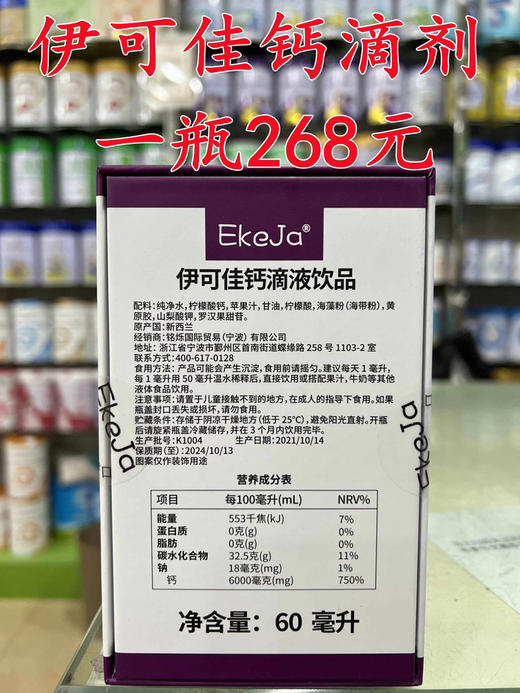 伊可佳钙滴剂
一瓶268元
EkeJa®
伊可佳钙滴液饮品
配料：纯净水，柠檬酸钙，苹果汁，甘油，柠檬酸，海藻粉（海带粉），黄
原胶，山梨酸钾，罗汉果甜苷。
原产国：新西兰
经销商：铭烁国际贸易（宁波）有限公司
地址：浙江省宁波市鄞州区首南街道蝶缘路 258 号 1103-2 室
联系方式：400-617-0128
食用方法：产品可能会产生沉淀，食用前请摇匀。建议每天 1 毫升，
每 1 毫升用 50 毫升温水稀释后，直接饮用或搭配果汁，牛奶等其他
液体食品饮用。
注意事项：请置于儿童接触不到的地方，在成人的指导下食用。如果
瓶盖封口丢失或损坏，请勿食用。
贮藏条件：存储于阴凉干燥地方（低于 25℃），避免阳光直射。开瓶
后请旋紧瓶盖冷藏储存，并在 3 个月内饮用完毕。
生产批号：K1004 生产日期：2021/10/14
保质期（至）：2024/10/13
图案仅作装饰用途
营养成分表
项目 每100毫升(mL) NRV%
能量 553千焦(kJ) 7%
蛋白质 0克(g) 0%
脂肪 0克(g) 0%
碳水化合物 32.5克(g) 11%
钠 18毫克(mg) 1%
钙 6000毫克(mg) 750%
净含量：60 毫升
EkeJa
EkeJa